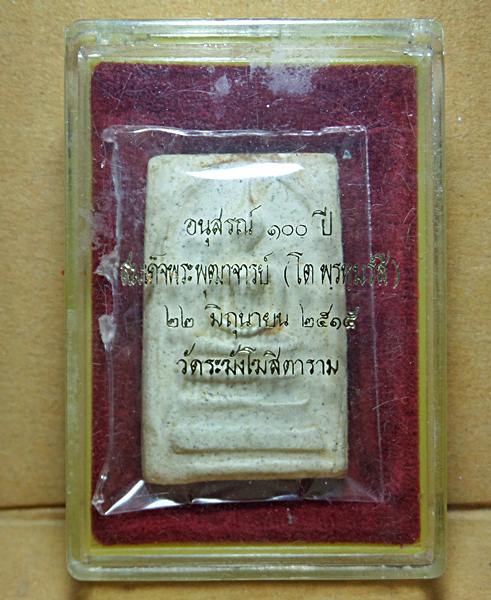 อนุสรณ์ ๑๐๐ ปี
สมเด็จพระพุฒาจารย์ (โต พฺรหฺมรํสี)
๒๒ มิถุนายน ๒๕๑๕
วัดระฆังโฆสิตาราม